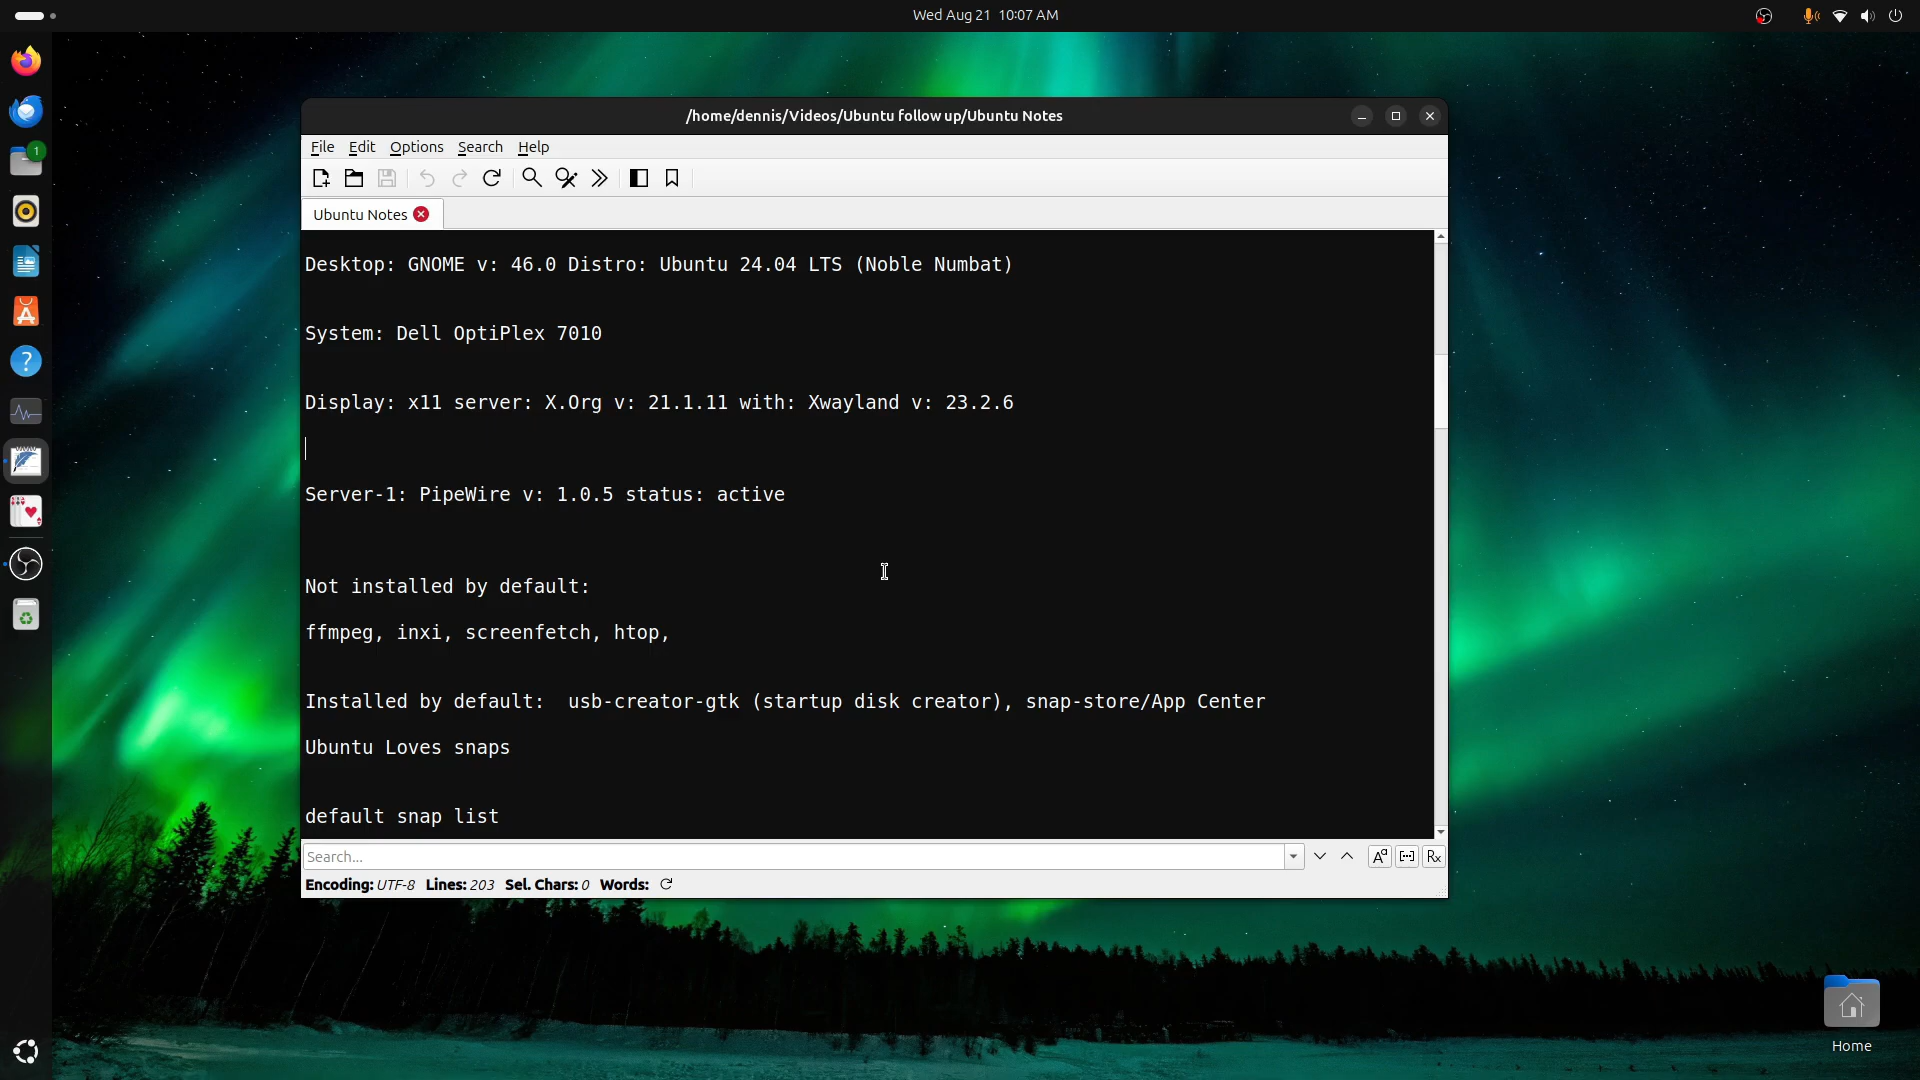 Wed Aug 21 10:07 AM
/home/dennis/Videos/Ubuntu follow up/Ubuntu Notes
File Edit Options Search Help
Ubuntu Notes
Desktop: GNOME v: 46.0 Distro: Ubuntu 24.04 LTS (Noble Numbat)
System: Dell OptiPlex 7010
Display: x11 server: X.Org v: 21.1.11 with: Xwayland v: 23.2.6
Server-1: PipeWire v: 1.0.5 status: active
Not installed by default:
ffmpeg, inxi, screenfetch, htop,
Installed by default:  usb-creator-gtk (startup disk creator), snap-store/App Center
Ubuntu Loves snaps
default snap list
Search...
Encoding: UTF-8 Lines: 203 Sel. Chars: 0 Words:
1
Home